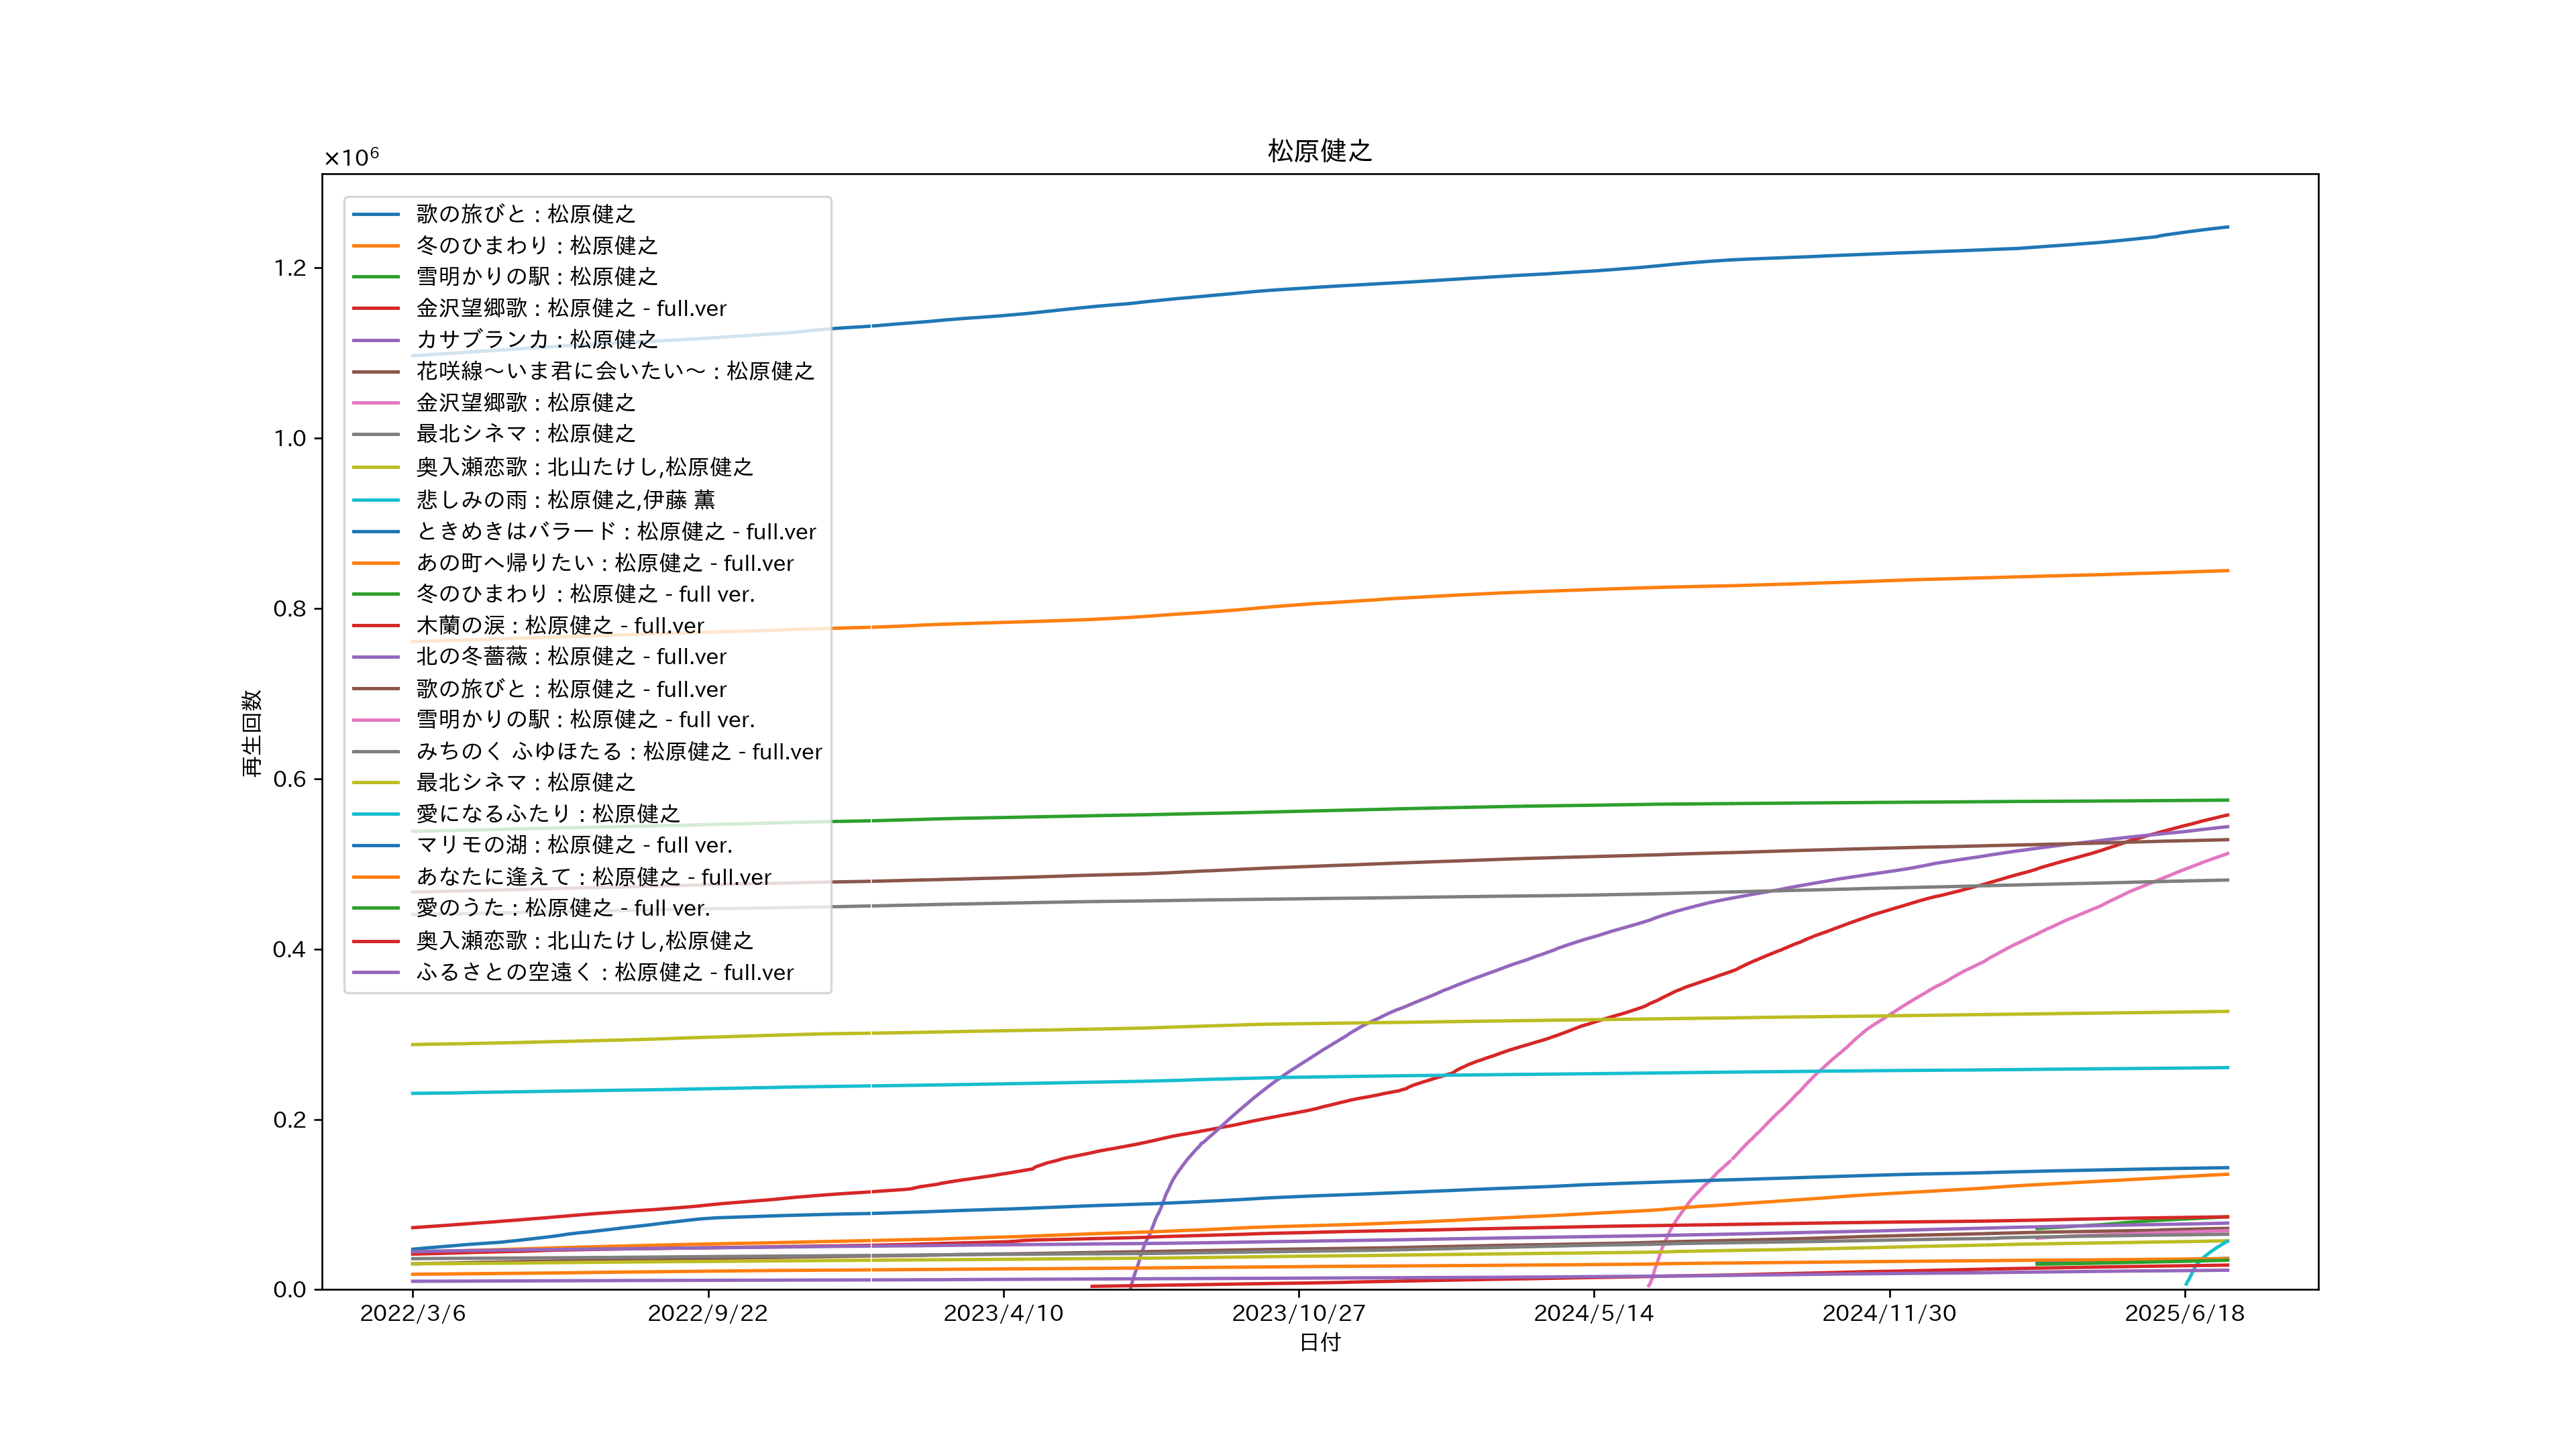 松原健之
×10⁶
歌の旅びと : 松原健之
冬のひまわり : 松原健之
雪明かりの駅 : 松原健之
金沢望郷歌 : 松原健之 - full.ver
カサブランカ : 松原健之
花咲線～いま君に会いたい～ : 松原健之
金沢望郷歌 : 松原健之
最北シネマ : 松原健之
奥入瀬恋歌 : 北山たけし,松原健之
悲しみの雨 : 松原健之,伊藤 薫
ときめきはバラード : 松原健之 - full.ver
あの町へ帰りたい : 松原健之 - full.ver
冬のひまわり : 松原健之 - full ver.
木蘭の涙 : 松原健之 - full.ver
北の冬薔薇 : 松原健之 - full.ver
歌の旅びと : 松原健之 - full.ver
雪明かりの駅 : 松原健之 - full ver.
みちのく ふゆほたる : 松原健之 - full.ver
最北シネマ : 松原健之
愛になるふたり : 松原健之
マリモの湖 : 松原健之 - full ver.
あなたに逢えて : 松原健之 - full.ver
愛のうた : 松原健之 - full ver.
奥入瀬恋歌 : 北山たけし,松原健之
ふるさとの空遠く : 松原健之 - full.ver
1.2
1.0
0.8
0.6
0.4
0.2
0.0
再生回数
2022/3/6 2022/9/22 2023/4/10 2023/10/27 2024/5/14 2024/11/30 2025/6/18
日付